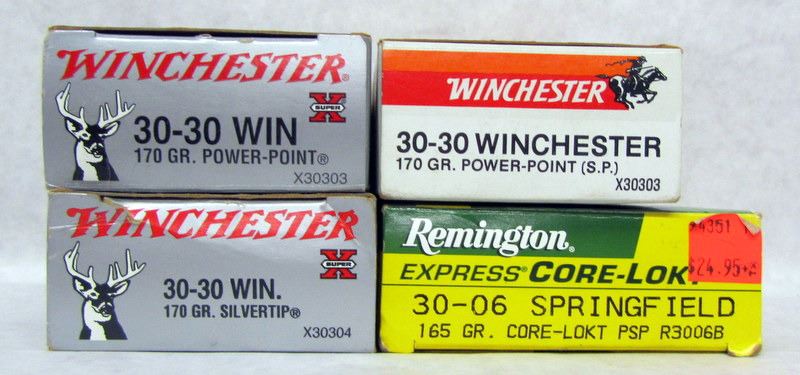 WINCHESTER®
SUPER X
30-30 WIN
170 GR. POWER-POINT®
X30303
WINCHESTER
30-30 WINCHESTER
170 GR. POWER-POINT (S.P.)
X30303
WINCHESTER
SUPER X
30-30 WIN.
170 GR. SILVERTIP®
X30304
Remington®
EXPRESS® CORE-LOKT
30-06 SPRINGFIELD
165 GR. CORE-LOKT PSP R3006B
$24.95